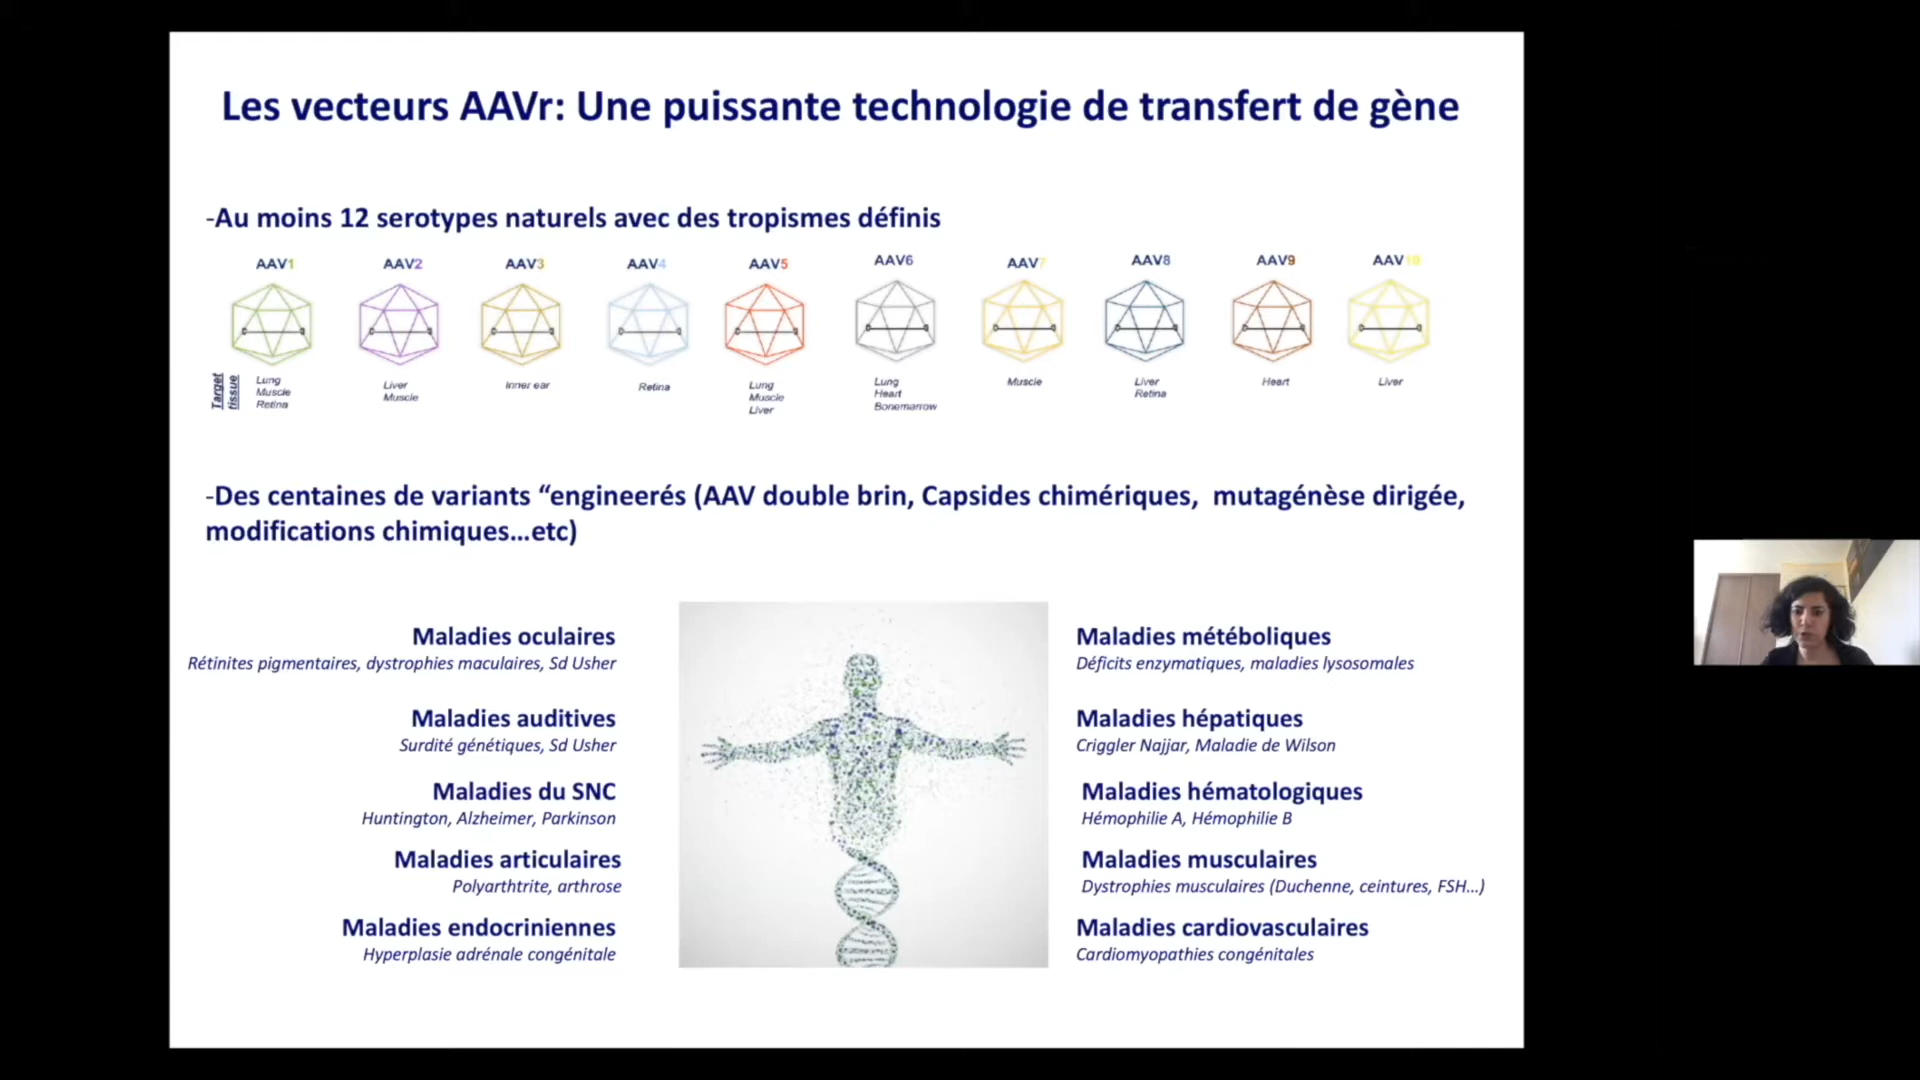 Les vecteurs AAVr: Une puissante technologie de transfert de gène
-Au moins 12 serotypes naturels avec des tropismes définis
AAV1 AAV2 AAV3 AAV4 AAV5 AAV6 AAV7 AAV8 AAV9 AAV10
Target tissue
Lung
Muscle
Retina
Liver
Muscle
Inner ear
Retina
Lung
Muscle
Liver
Lung
Heart
Bonemarrow
Muscle
Liver
Retina
Heart
Liver
-Des centaines de variants “engineerés (AAV double brin, Capsides chimériques, mutagénèse dirigée,
modifications chimiques...etc)
Maladies oculaires
Rétinites pigmentaires, dystrophies maculaires, Sd Usher
Maladies auditives
Surdité génétiques, Sd Usher
Maladies du SNC
Huntington, Alzheimer, Parkinson
Maladies articulaires
Polyarthtrite, arthrose
Maladies endocriniennes
Hyperplasie adrénale congénitale
Maladies météboliques
Déficits enzymatiques, maladies lysosomales
Maladies hépatiques
Criggler Najjar, Maladie de Wilson
Maladies hématologiques
Hémophilie A, Hémophilie B
Maladies musculaires
Dystrophies musculaires (Duchenne, ceintures, FSH...)
Maladies cardiovasculaires
Cardiomyopathies congénitales